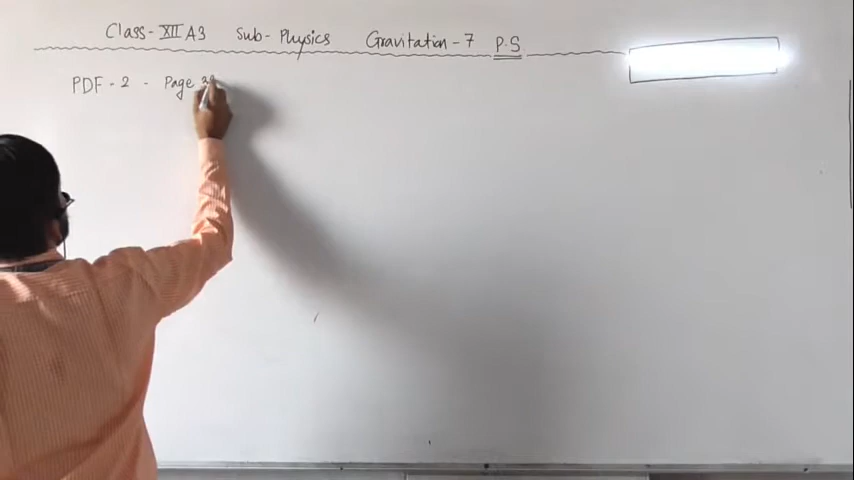 Class - XII A3 Sub- Physics Gravitation - 7 P.S
PDF - 2 - Page